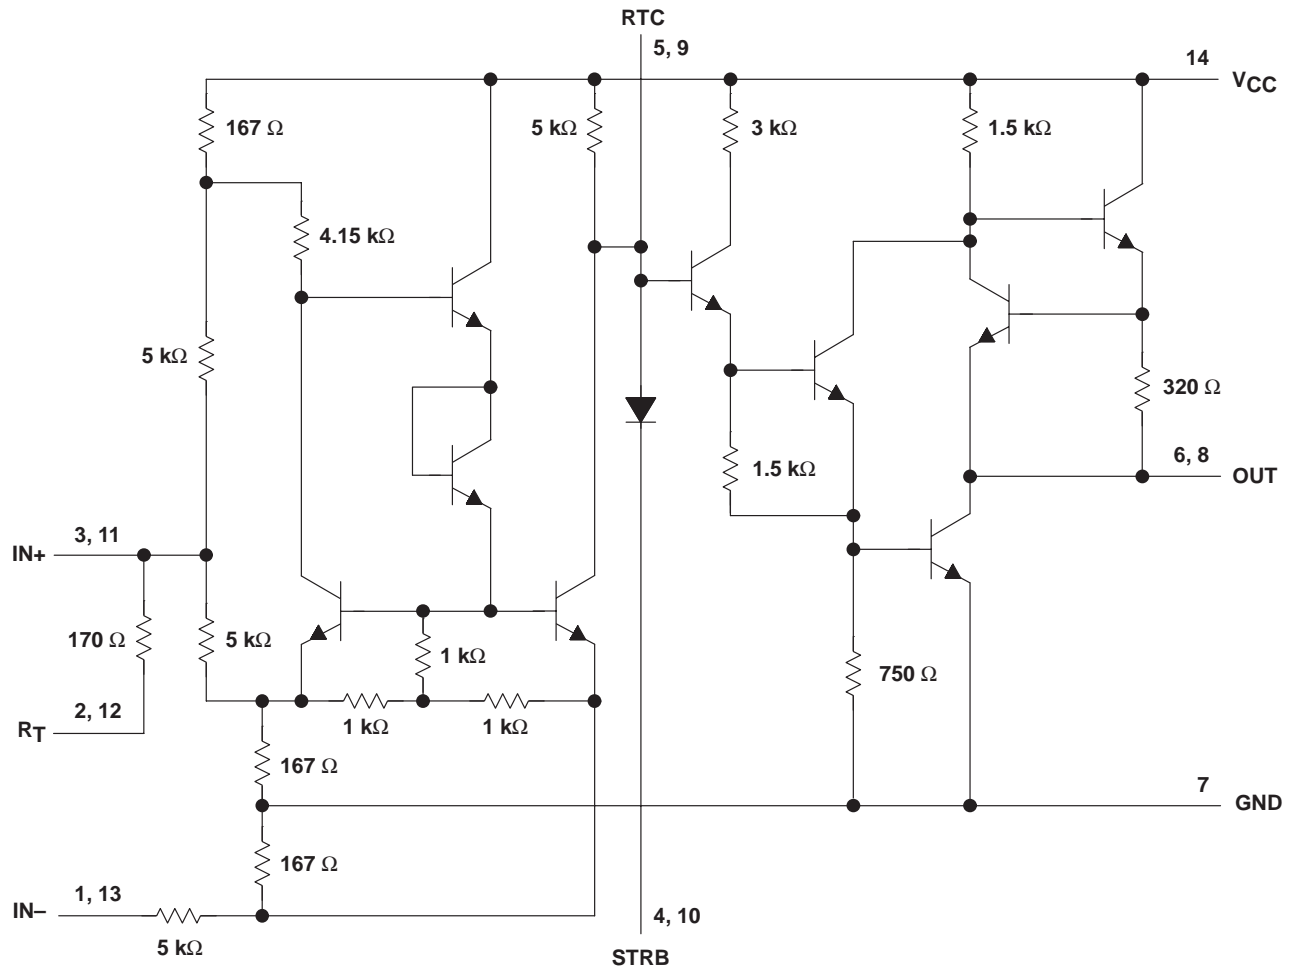 RTC
5, 9
14
VCC
167 Ω
5 kΩ
3 kΩ
1.5 kΩ
4.15 kΩ
5 kΩ
320 Ω
6, 8
OUT
1.5 kΩ
3, 11
IN+
170 Ω
5 kΩ
1 kΩ
750 Ω
2, 12
RT
1 kΩ
1 kΩ
167 Ω
7
GND
167 Ω
1, 13
IN–
5 kΩ
4, 10
STRB